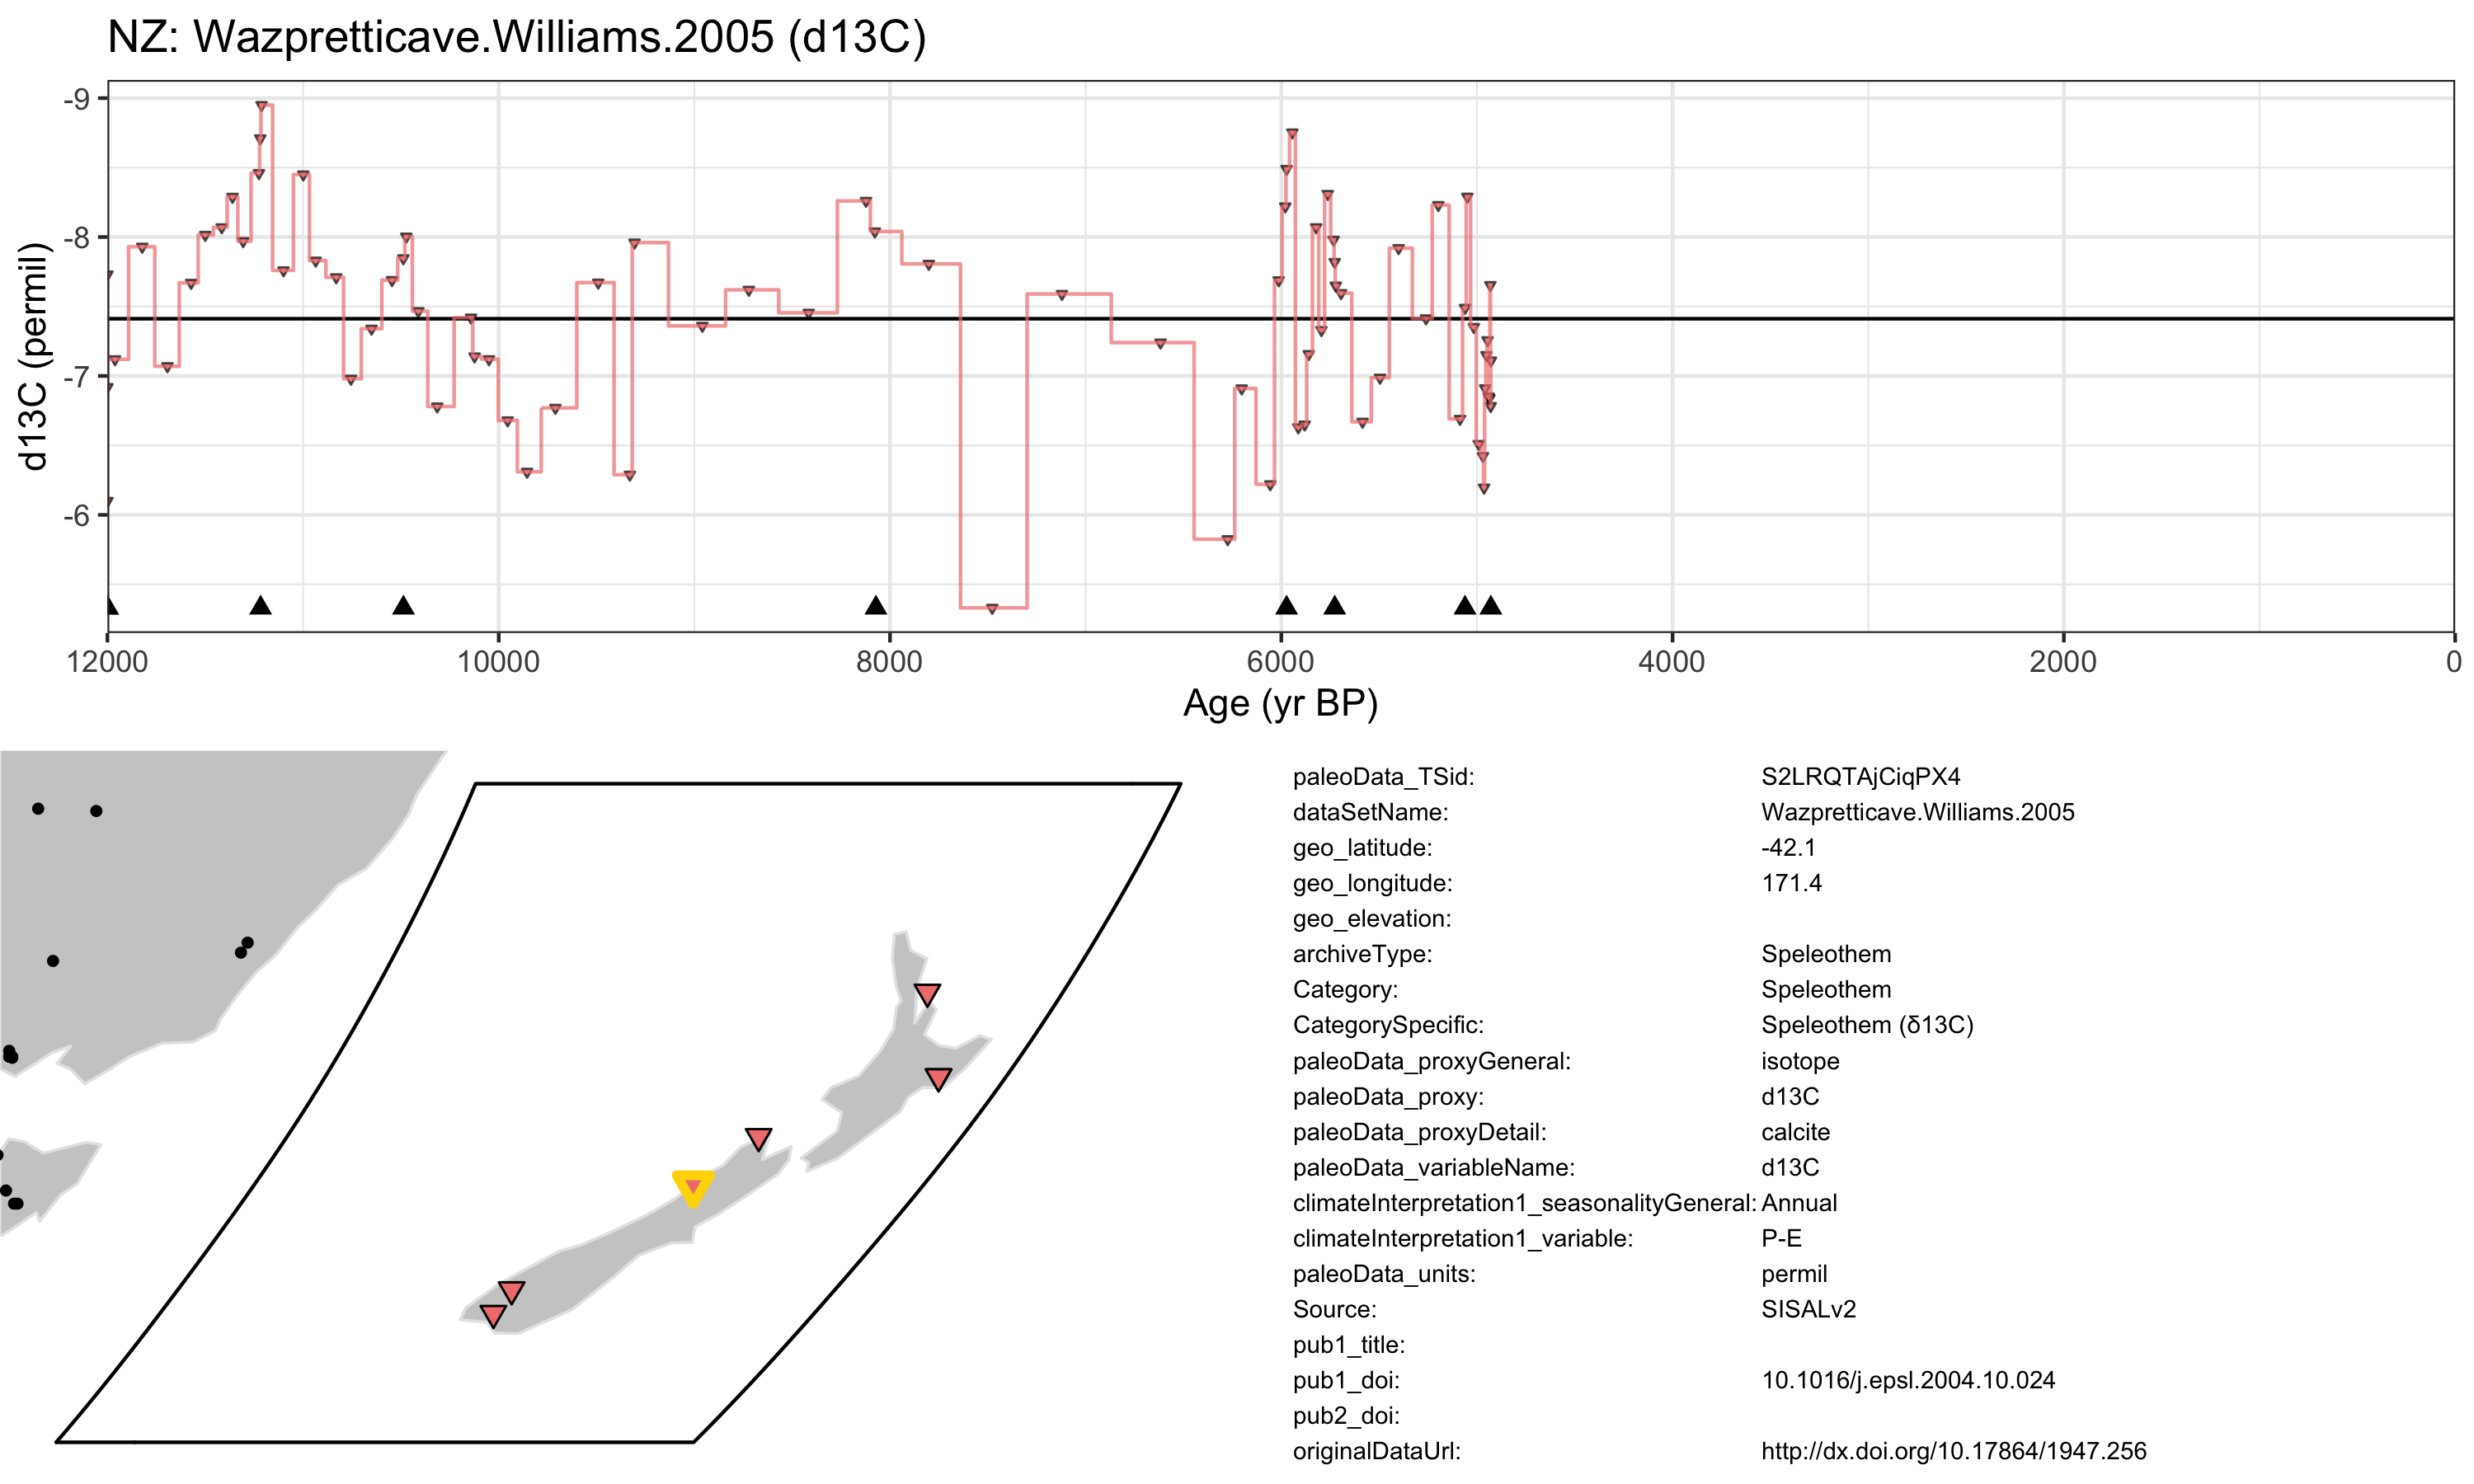 NZ: Wazpretticave.Williams.2005 (d13C)
d13C (permil)
-9
-8
-7
-6
12000 10000 8000 6000 4000 2000 0
Age (yr BP)
paleoData_TSid: S2LRQTAjCiqPX4
dataSetName: Wazpretticave.Williams.2005
geo_latitude: -42.1
geo_longitude: 171.4
geo_elevation:
archiveType: Speleothem
Category: Speleothem
CategorySpecific: Speleothem (δ13C)
paleoData_proxyGeneral: isotope
paleoData_proxy: d13C
paleoData_proxyDetail: calcite
paleoData_variableName: d13C
climateInterpretation1_seasonalityGeneral: Annual
climateInterpretation1_variable: P-E
paleoData_units: permil
Source: SISALv2
pub1_title:
pub1_doi: 10.1016/j.epsl.2004.10.024
pub2_doi:
originalDataUrl: http://dx.doi.org/10.17864/1947.256